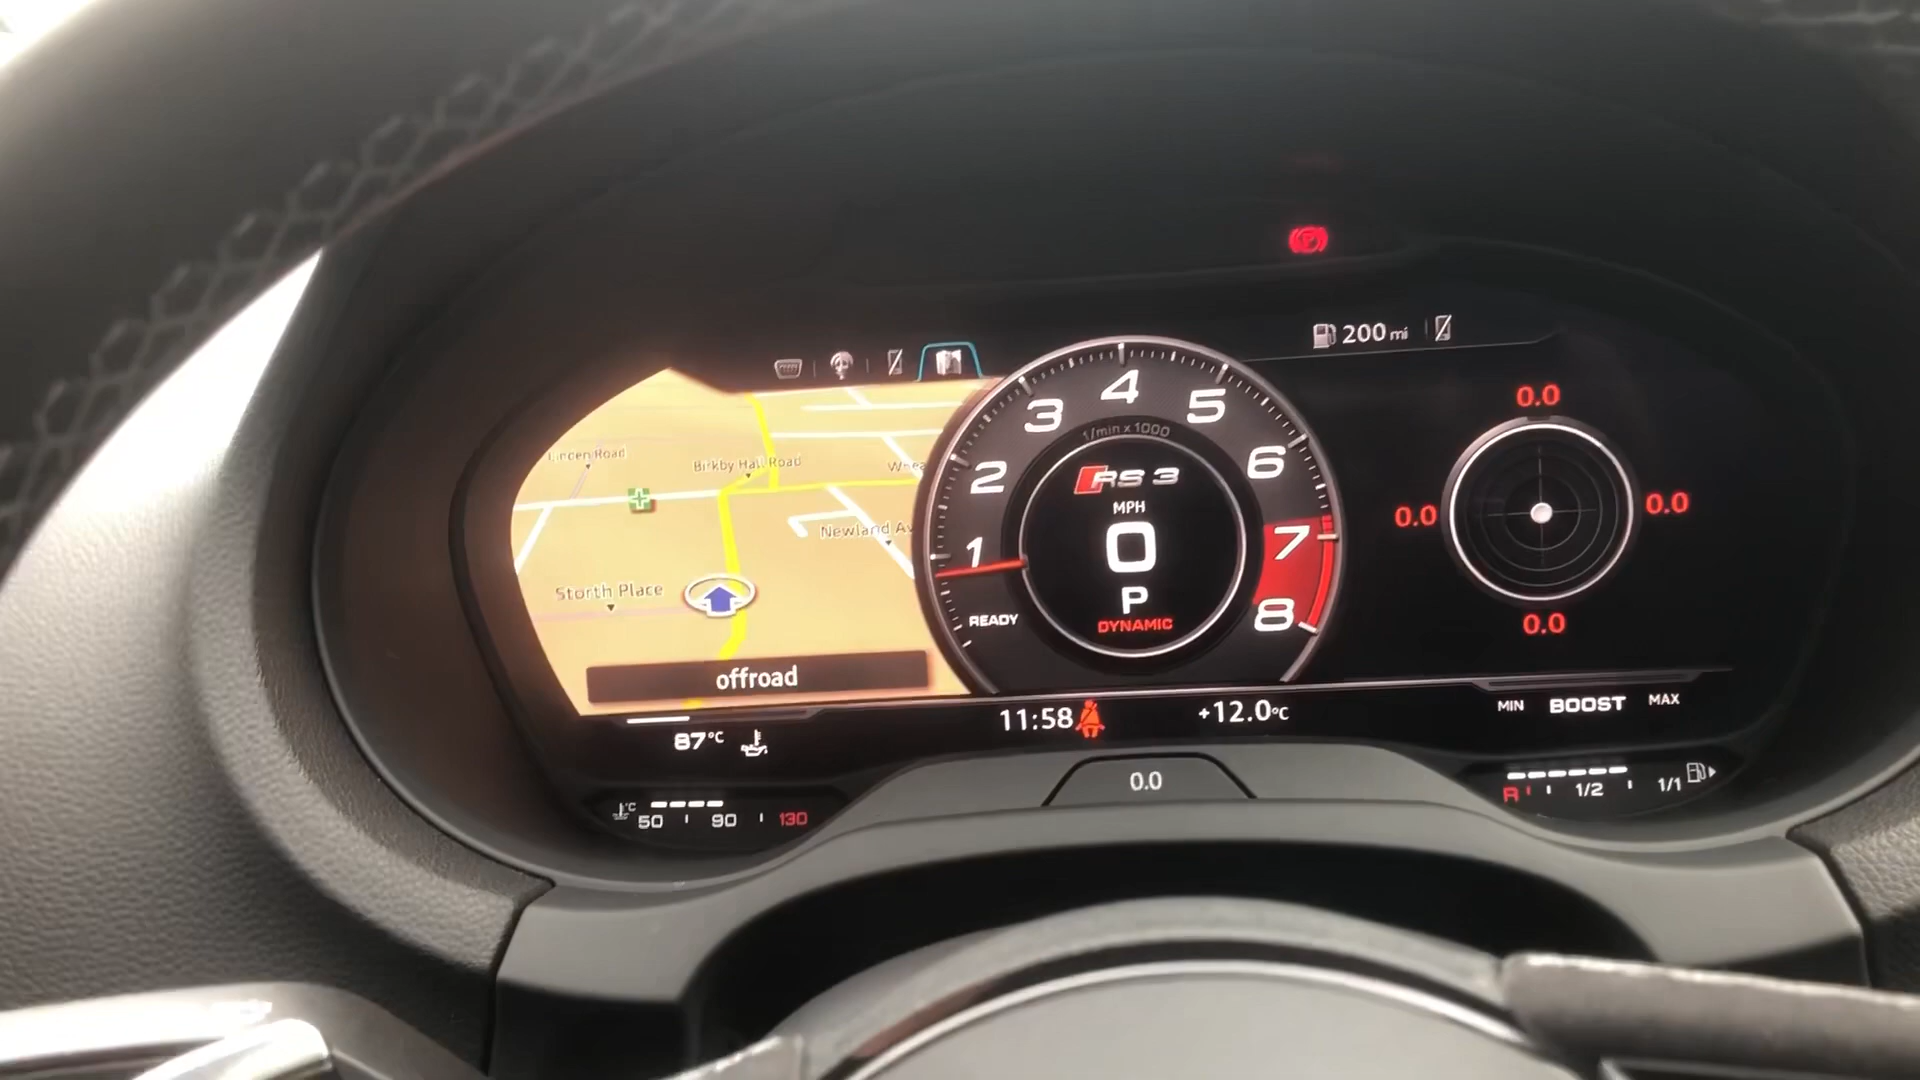 200 mi
Linden Road
Birkby Hall Road
Newland Av
Storth Place
offroad
1
2
3
4
5
6
7
8
1/min x 1000
RS 3
MPH
0
P
DYNAMIC
READY
0.0
0.0
0.0
0.0
11:58
+12.0°C
MIN BOOST MAX
87°C
0.0
°C
50 90 130
R 1/2 1/1